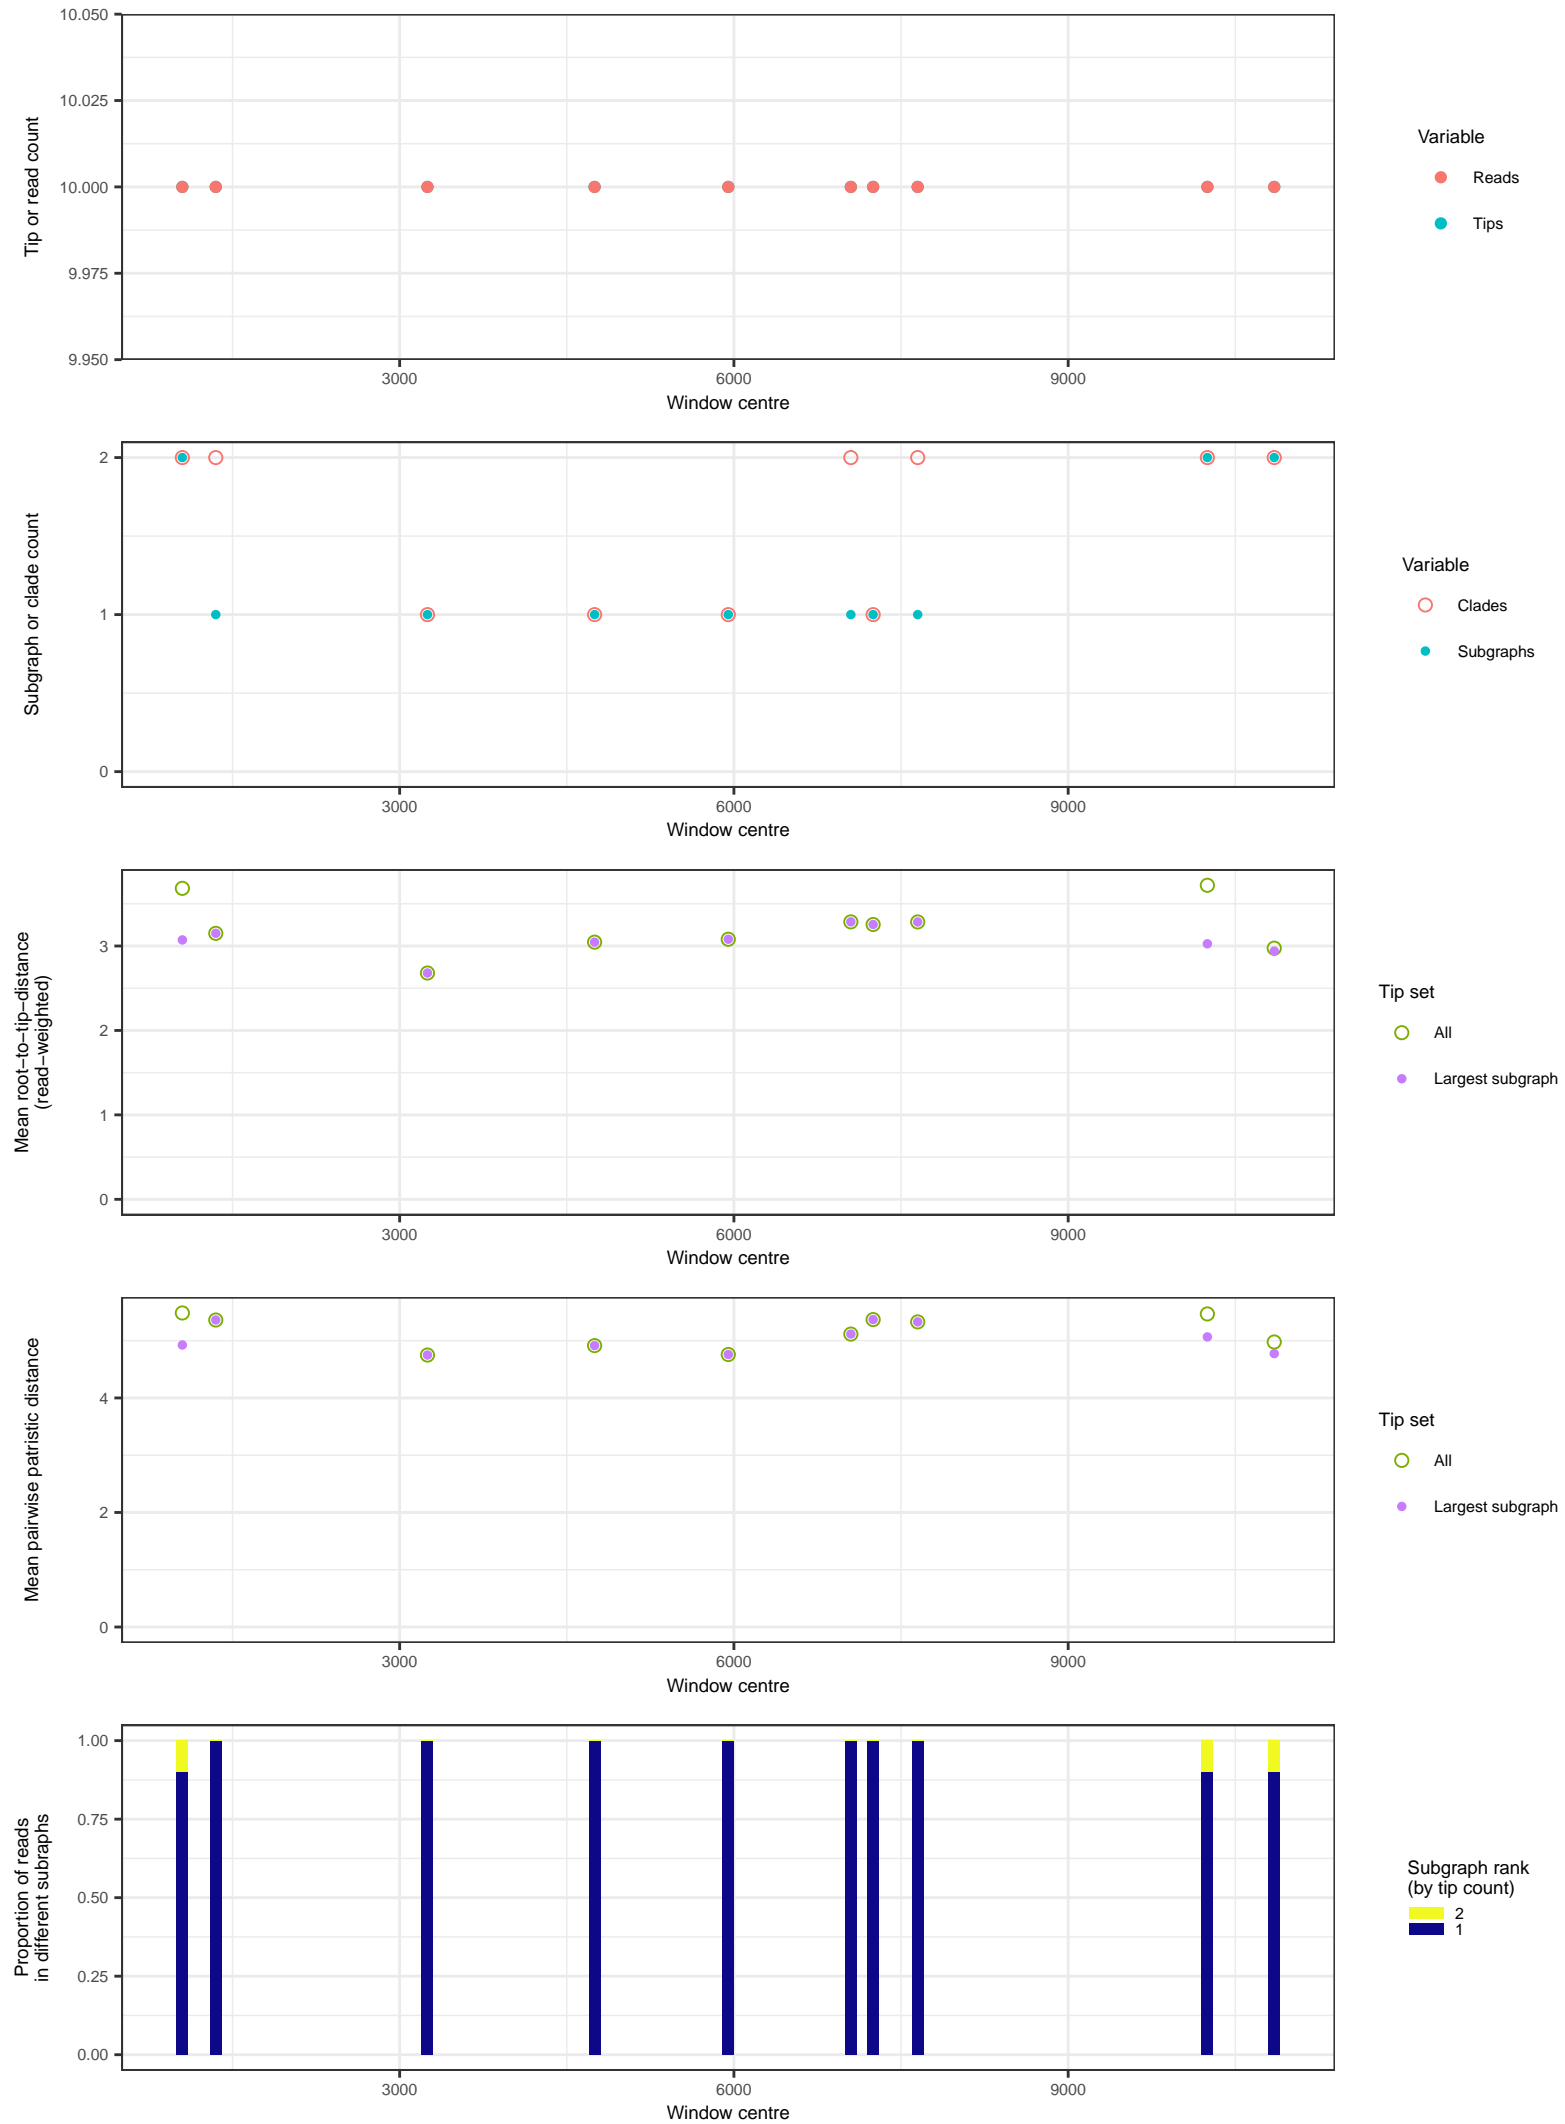 10.050
10.025
10.000
9.975
9.950
Tip or read count
3000
6000
9000
Window centre
Variable
Reads
Tips
2
1
0
Subgraph or clade count
3000
6000
9000
Window centre
Variable
Clades
Subgraphs
3
2
1
0
Mean root−to−tip−distance
(read−weighted)
3000
6000
9000
Window centre
Tip set
All
Largest subgraph
4
2
0
Mean pairwise patristic distance
3000
6000
9000
Window centre
Tip set
All
Largest subgraph
1.00
0.75
0.50
0.25
0.00
Proportion of reads
in different subraphs
3000
6000
9000
Window centre
Subgraph rank
(by tip count)
2
1